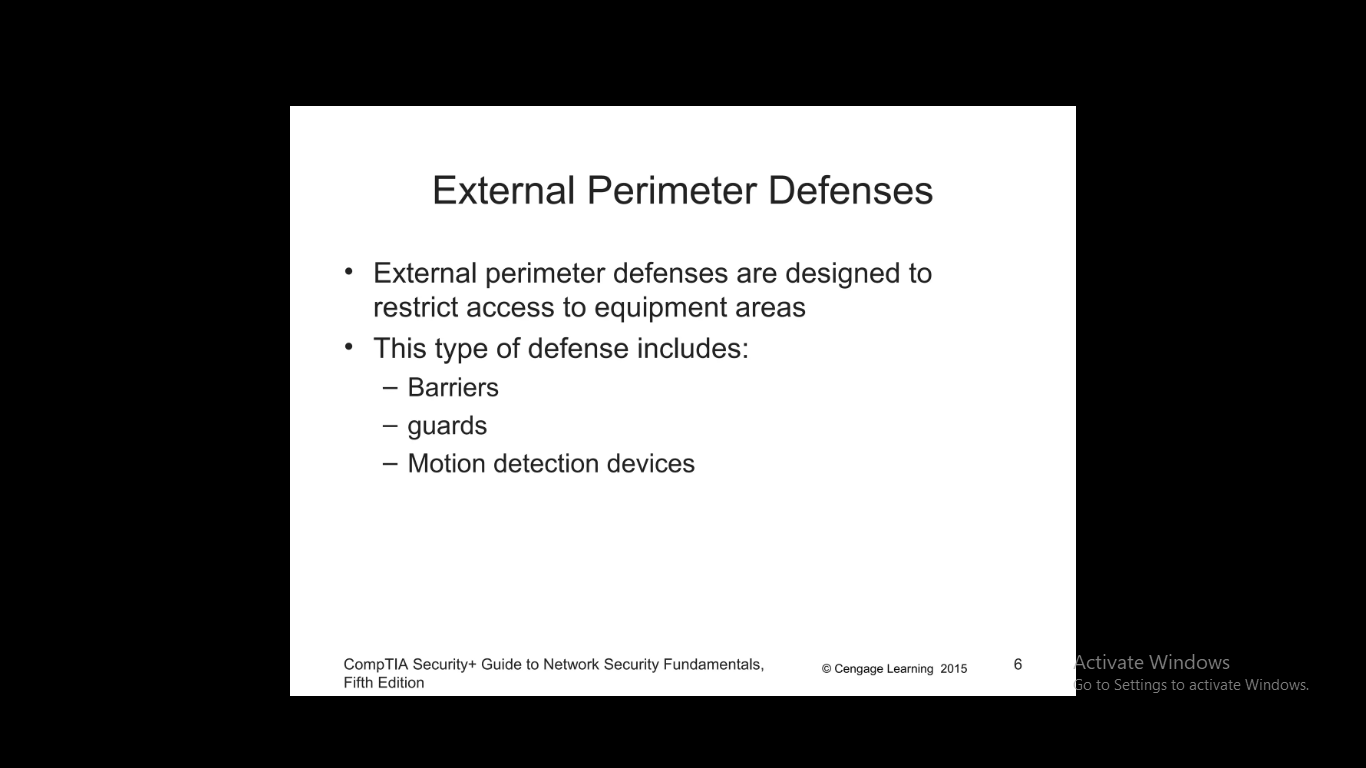 External Perimeter Defenses
• External perimeter defenses are designed to
restrict access to equipment areas
• This type of defense includes:
– Barriers
– guards
– Motion detection devices
CompTIA Security+ Guide to Network Security Fundamentals,
Fifth Edition
© Cengage Learning 2015
6
Activate Windows
Go to Settings to activate Windows.